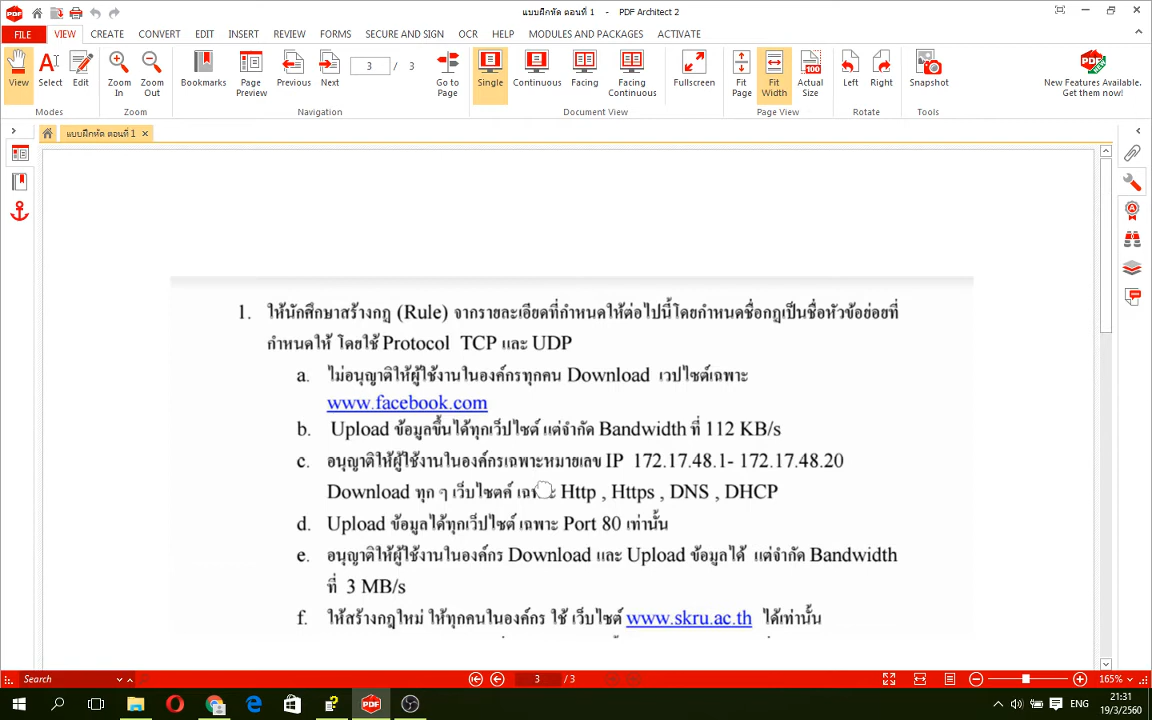 แบบฝึกหัด ตอนที่ 1 - PDF Architect 2
FILE VIEW CREATE CONVERT EDIT INSERT REVIEW FORMS SECURE AND SIGN OCR HELP MODULES AND PACKAGES ACTIVATE
View Select Edit Zoom In Zoom Out Bookmarks Page Preview Previous Next 3 / 3 Go to Page Single Continuous Facing Facing Continuous Fullscreen Fit Page Fit Width Actual Size Left Right Snapshot New Features Available. Get them now!
Modes Zoom Navigation Document View Page View Rotate Tools
แบบฝึกหัด ตอนที่ 1
1. ให้นักศึกษาสร้างกฎ (Rule) จากรายละเอียดที่กำหนดให้ต่อไปนี้โดยกำหนดชื่อกฎเป็นชื่อหัวข้อย่อยที่
กำหนดให้ โดยใช้ Protocol TCP และ UDP
a. ไม่อนุญาติให้ผู้ใช้งานในองค์กรทุกคน Download เวปไซต์เฉพาะ
www.facebook.com
b. Upload ข้อมูลขึ้นได้ทุกเว็ปไซต์ แต่จำกัด Bandwidth ที่ 112 KB/s
c. อนุญาติให้ผู้ใช้งานในองค์กรเฉพาะหมายเลข IP 172.17.48.1- 172.17.48.20
Download ทุก ๆ เว็บไซตค์ Http , Https , DNS , DHCP
d. Upload ข้อมูลได้ทุกเว็ปไซต์ เฉพาะ Port 80 เท่านั้น
e. อนุญาติให้ผู้ใช้งานในองค์กร Download และ Upload ข้อมูลได้ แต่จำกัด Bandwidth
ที่ 3 MB/s
f. ให้สร้างกฎใหม่ ให้ทุกคนในองค์กร ใช้ เว็บไซต์ www.skru.ac.th ได้เท่านั้น
Search 3 / 3 165%
ENG 21:31
19/3/2560